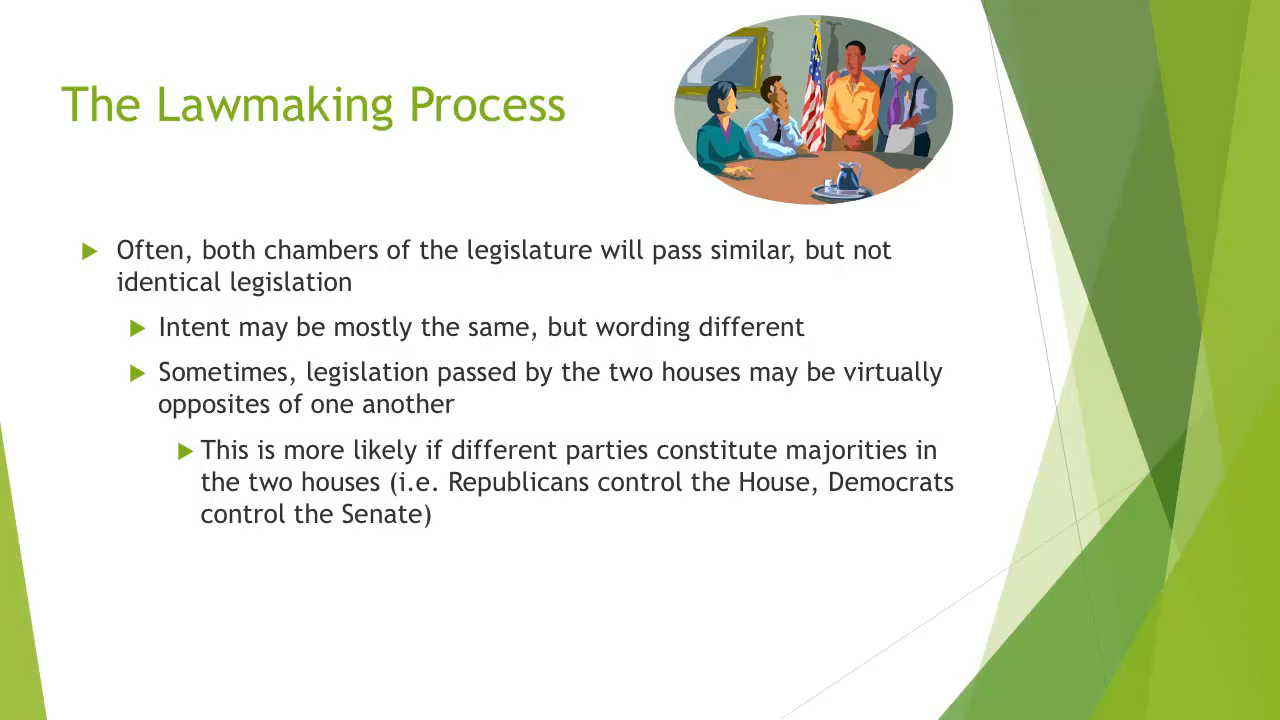 The Lawmaking Process
Often, both chambers of the legislature will pass similar, but not
identical legislation
Intent may be mostly the same, but wording different
Sometimes, legislation passed by the two houses may be virtually
opposites of one another
This is more likely if different parties constitute majorities in
the two houses (i.e. Republicans control the House, Democrats
control the Senate)